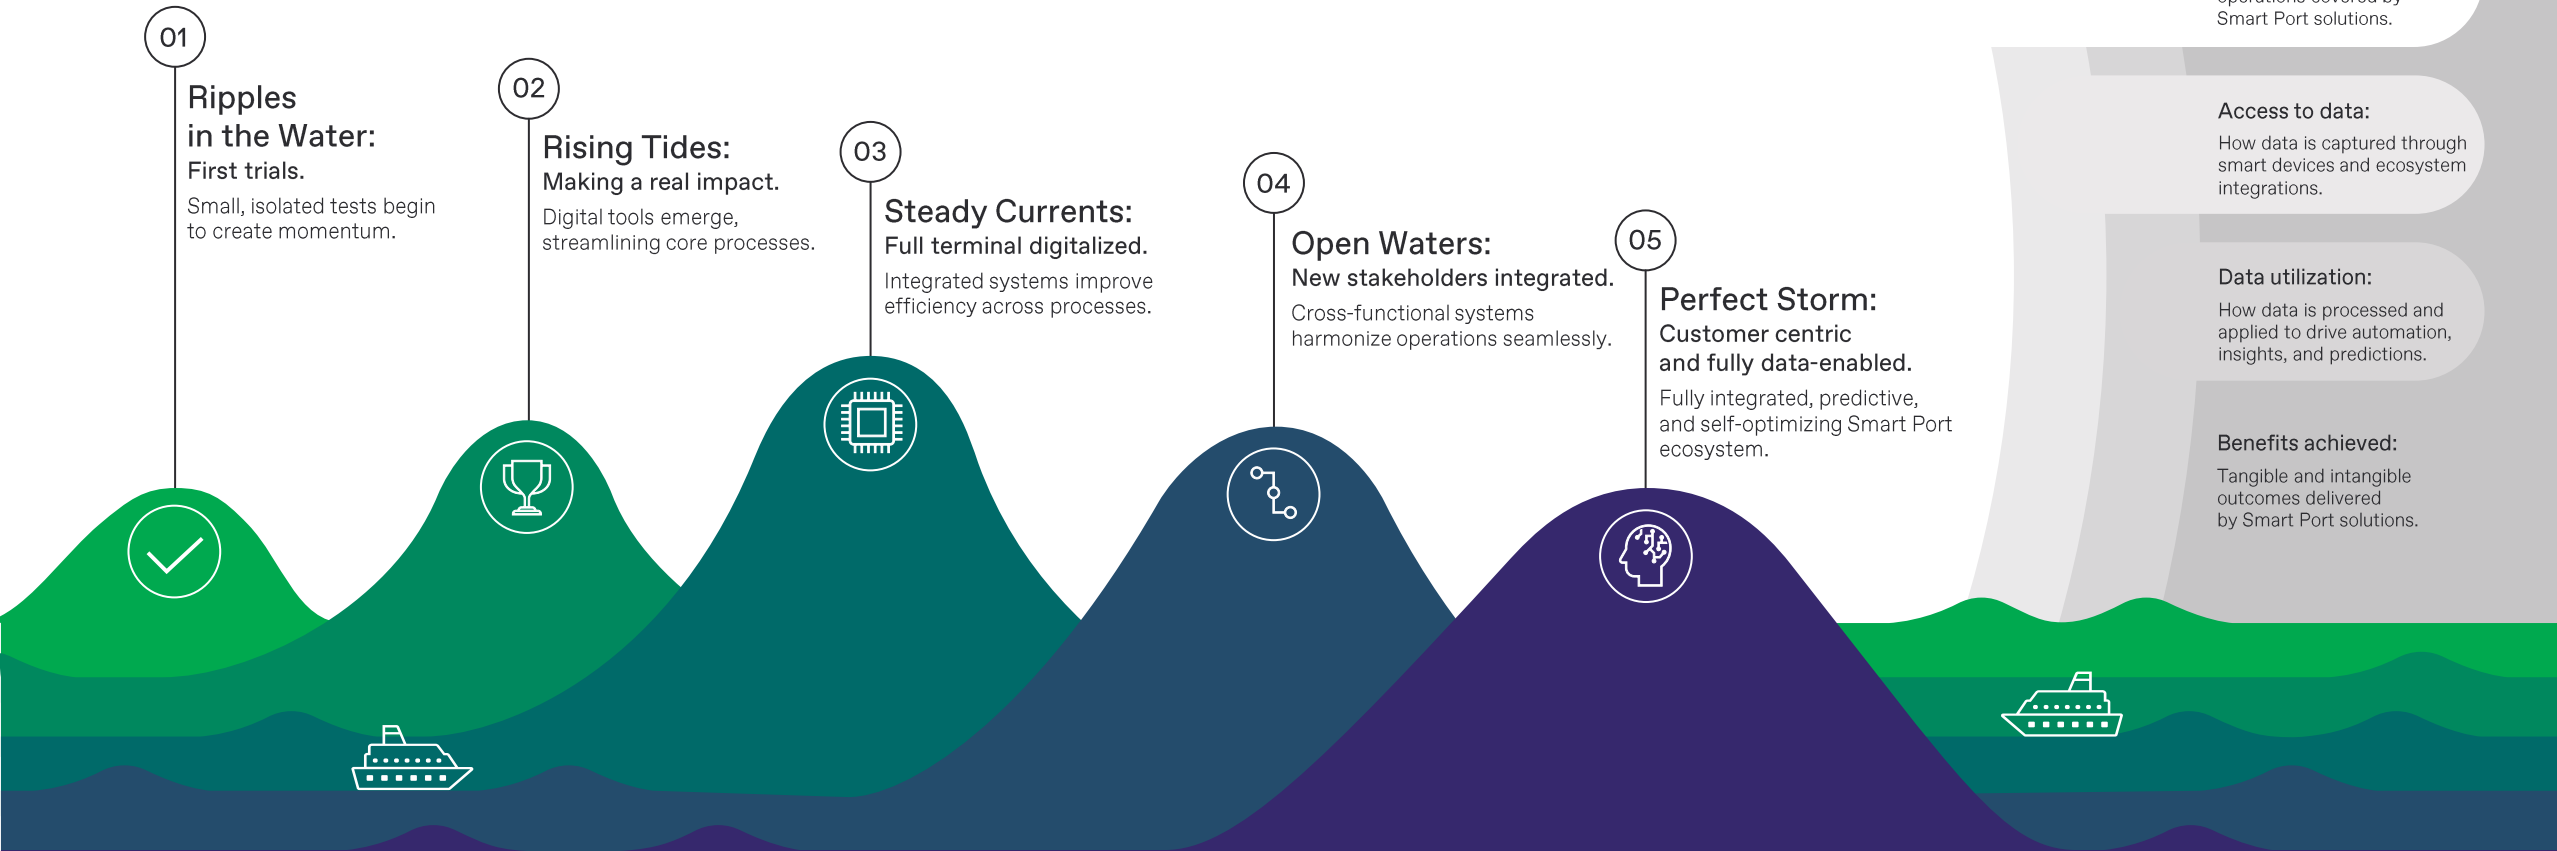 01
Ripples
in the Water:
First trials.
Small, isolated tests begin
to create momentum.
02
Rising Tides:
Making a real impact.
Digital tools emerge,
streamlining core processes.
03
Steady Currents:
Full terminal digitalized.
Integrated systems improve
efficiency across processes.
04
Open Waters:
New stakeholders integrated.
Cross-functional systems
harmonize operations seamlessly.
05
Perfect Storm:
Customer centric
and fully data-enabled.
Fully integrated, predictive,
and self-optimizing Smart Port
ecosystem.
operations covered by
Smart Port solutions.
Access to data:
How data is captured through
smart devices and ecosystem
integrations.
Data utilization:
How data is processed and
applied to drive automation,
insights, and predictions.
Benefits achieved:
Tangible and intangible
outcomes delivered
by Smart Port solutions.